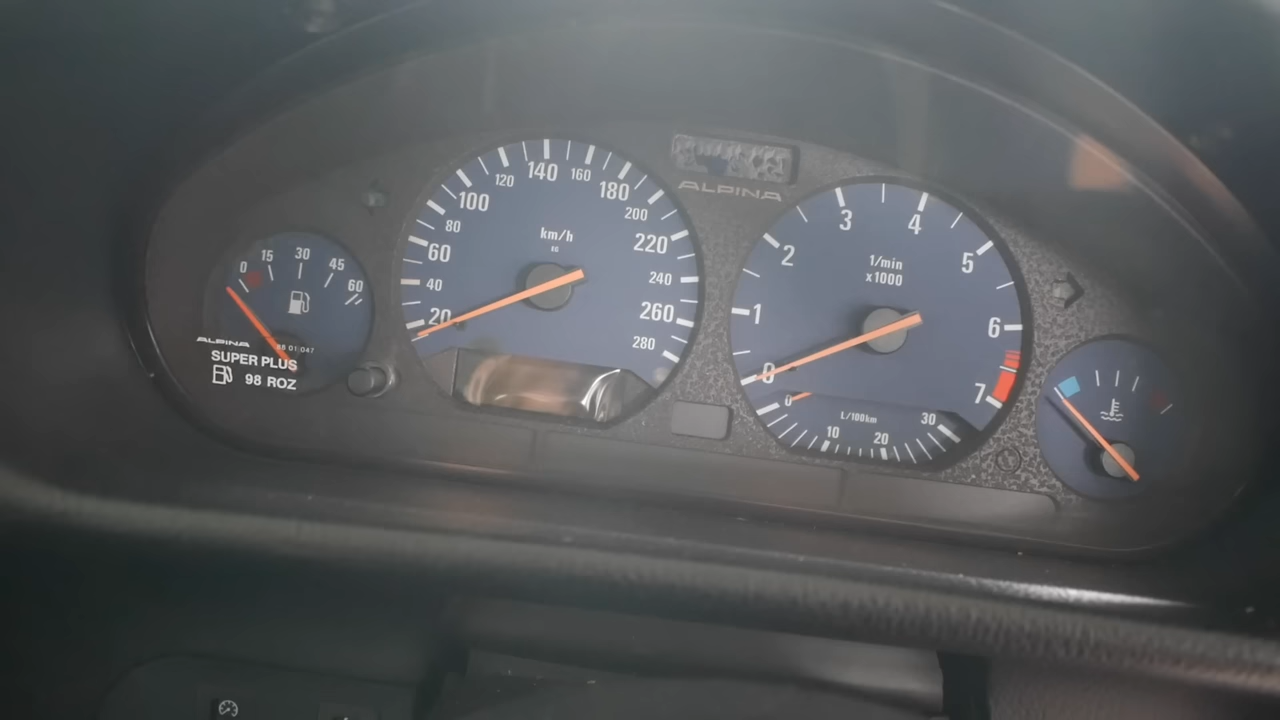 0 15 30 45 60
ALPINA
SUPER PLUS
98 ROZ
20 40 60 80 100 120 140 160 180 200 220 240 260 280
km/h
ALPINA
0 1 2 3 4 5 6 7
1/min
x1000
0 10 20 30
L/100km